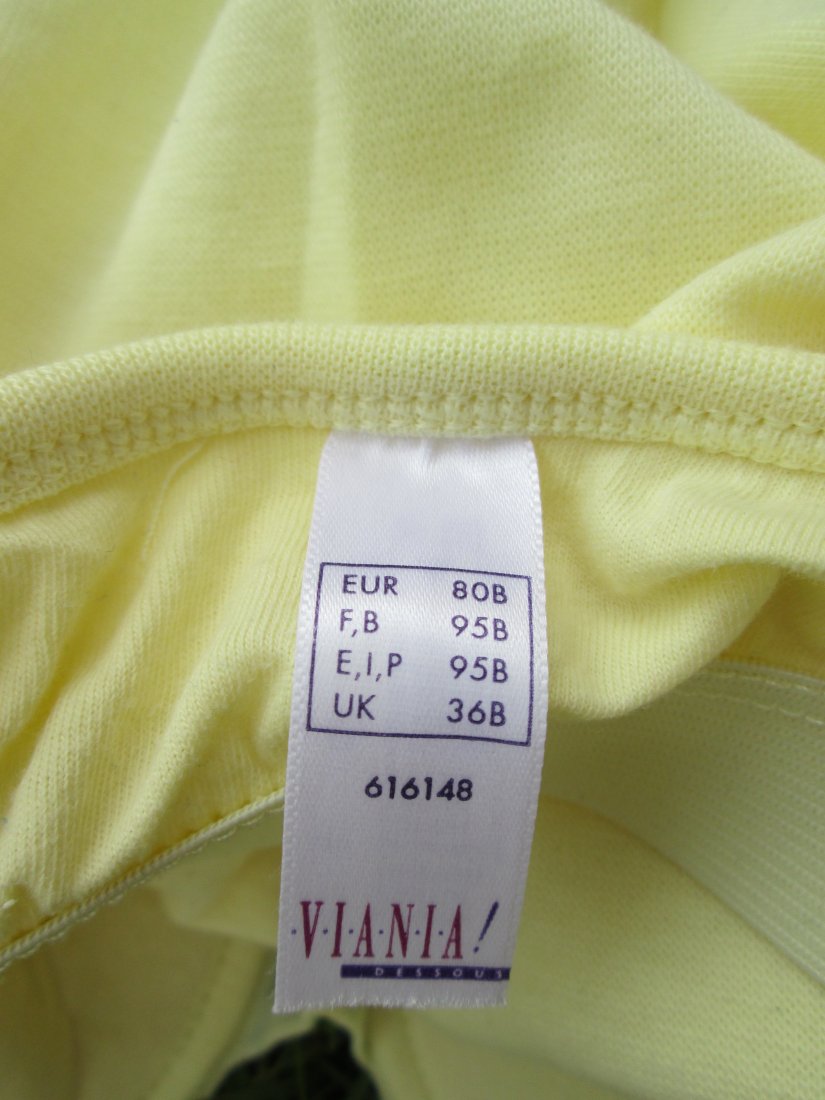 EUR 80B
F,B 95B
E,I,P 95B
UK 36B
616148
·V·I·A·N·I·A·!
DESSOUS